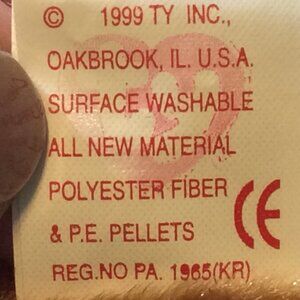 © 1999 TY INC.,
OAKBROOK, IL. U.S.A.
SURFACE WASHABLE
ALL NEW MATERIAL
POLYESTER FIBER
& P.E. PELLETS CE
REG.NO PA. 1965(KR)